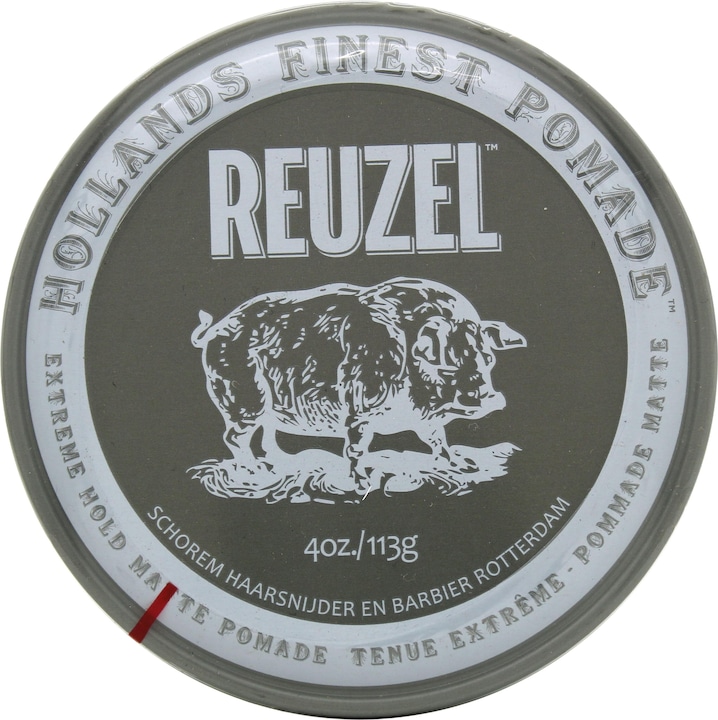 HOLLANDS FINEST POMADE™
REUZEL™
4oz./113g
SCHOREM HAARSNIJDER EN BARBIER ROTTERDAM
EXTREME HOLD MATTE POMADE TENUE EXTRÊME - POMMADE MATTE